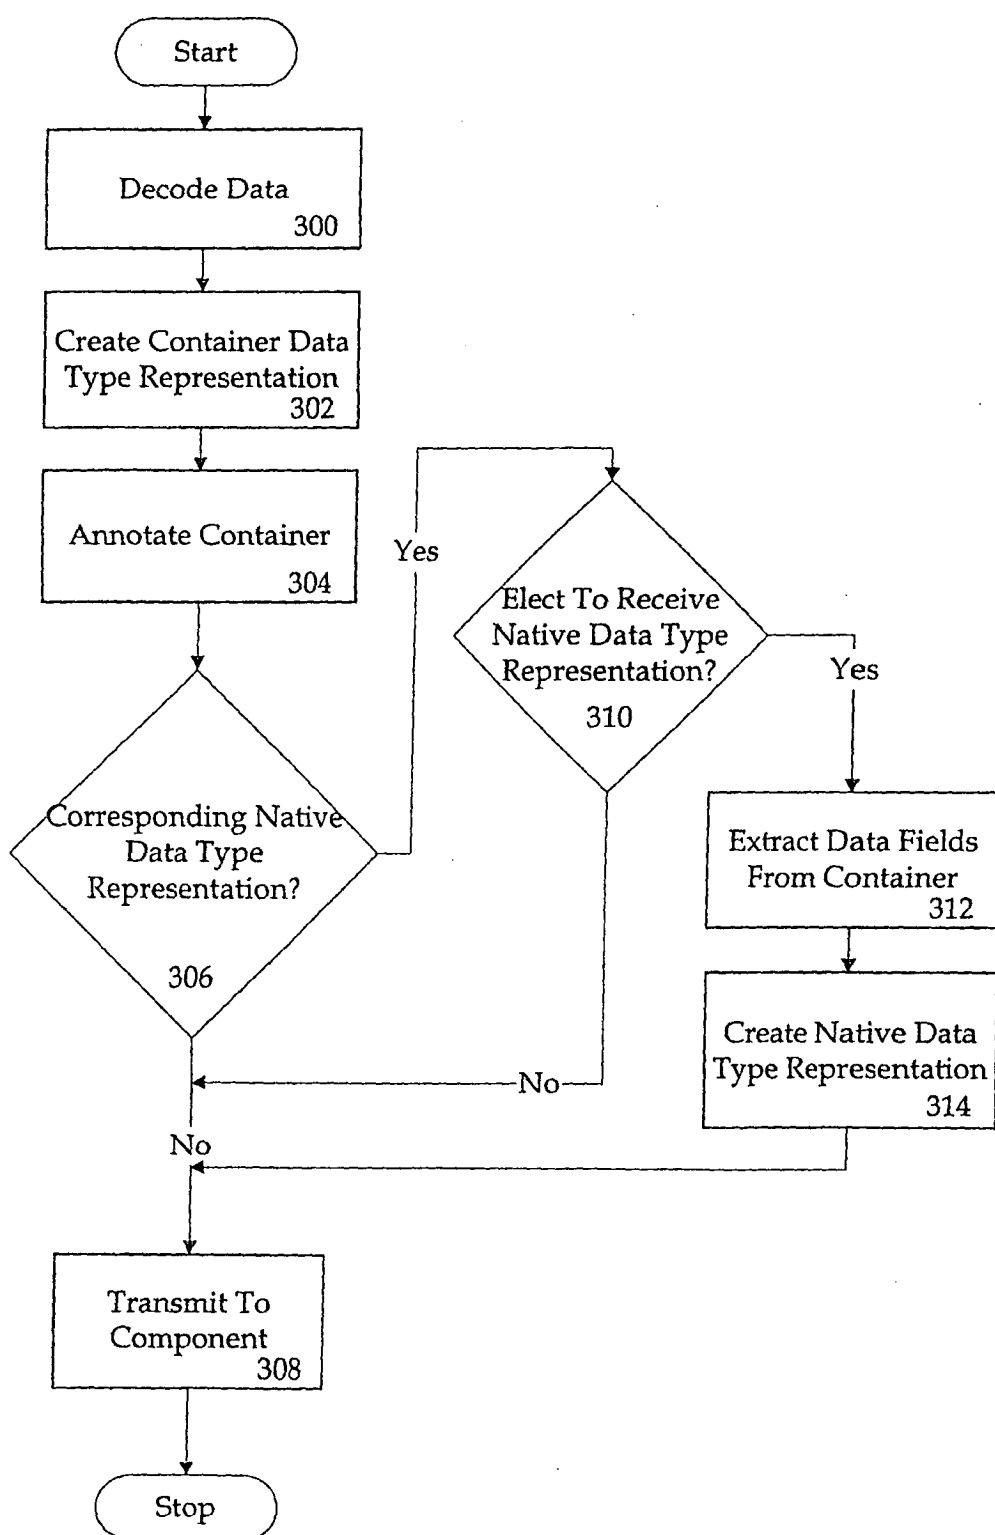 Start
Decode Data
300
Create Container Data
Type Representation
302
Annotate Container
304
Yes
Elect To Receive
Native Data Type
Representation?
310
Yes
Corresponding Native
Data Type
Representation?
306
Extract Data Fields
From Container
312
Create Native Data
Type Representation
314
No
No
Transmit To
Component
308
Stop